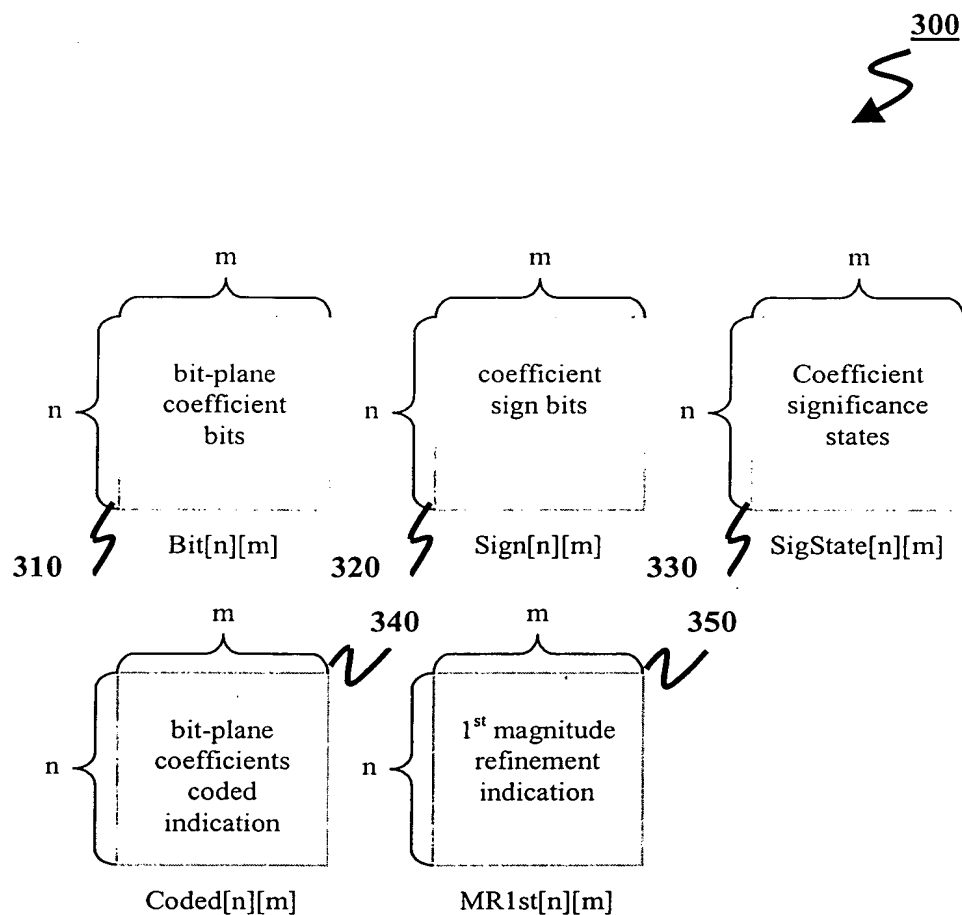 300
m
m
m
n
bit-plane
coefficient
bits
n
coefficient
sign bits
n
Coefficient
significance
states
310
Bit[n][m]
320
Sign[n][m]
330
SigState[n][m]
m
340
m
350
n
bit-plane
coefficients
coded
indication
n
1st magnitude
refinement
indication
Coded[n][m]
MR1st[n][m]